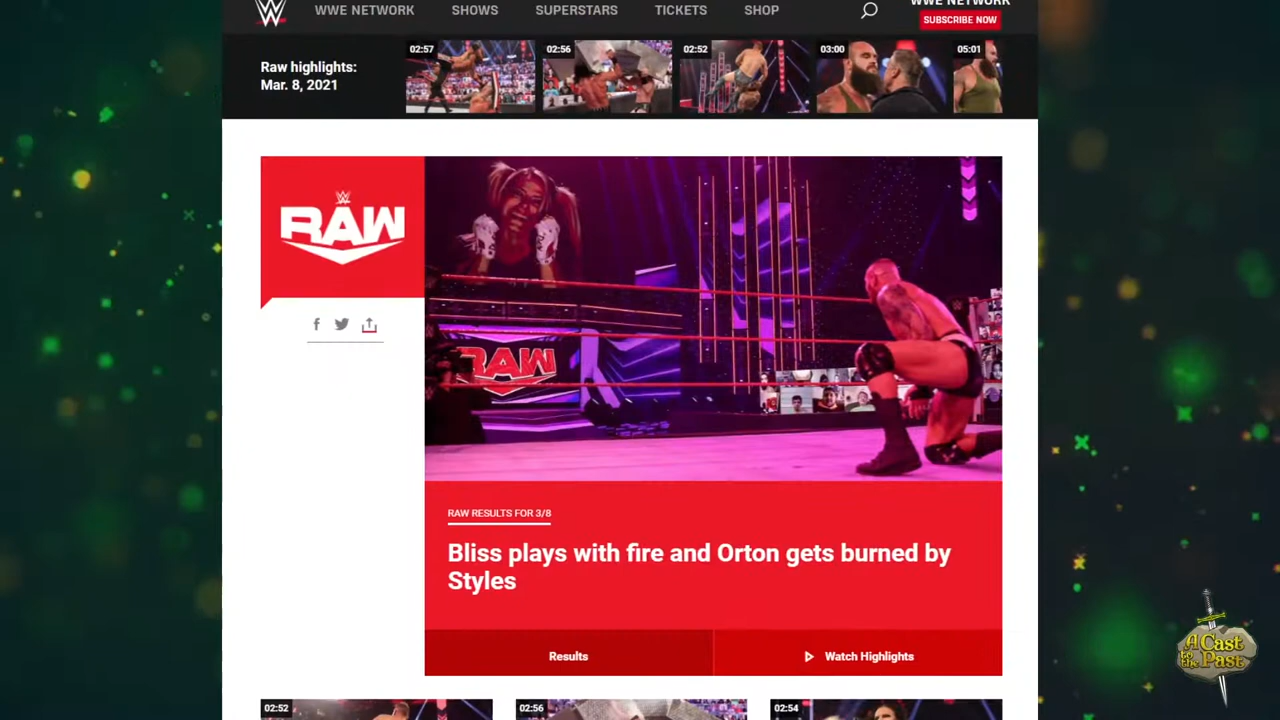 WWE NETWORK
SHOWS
SUPERSTARS
TICKETS
SHOP
WWE NETWORK
SUBSCRIBE NOW
Raw highlights:
Mar. 8, 2021
02:57
02:56
02:52
03:00
05:01
RAW
RAW
RAW RESULTS FOR 3/8
Bliss plays with fire and Orton gets burned by
Styles
Results
Watch Highlights
02:52
02:56
02:54
A Cast
to the Past